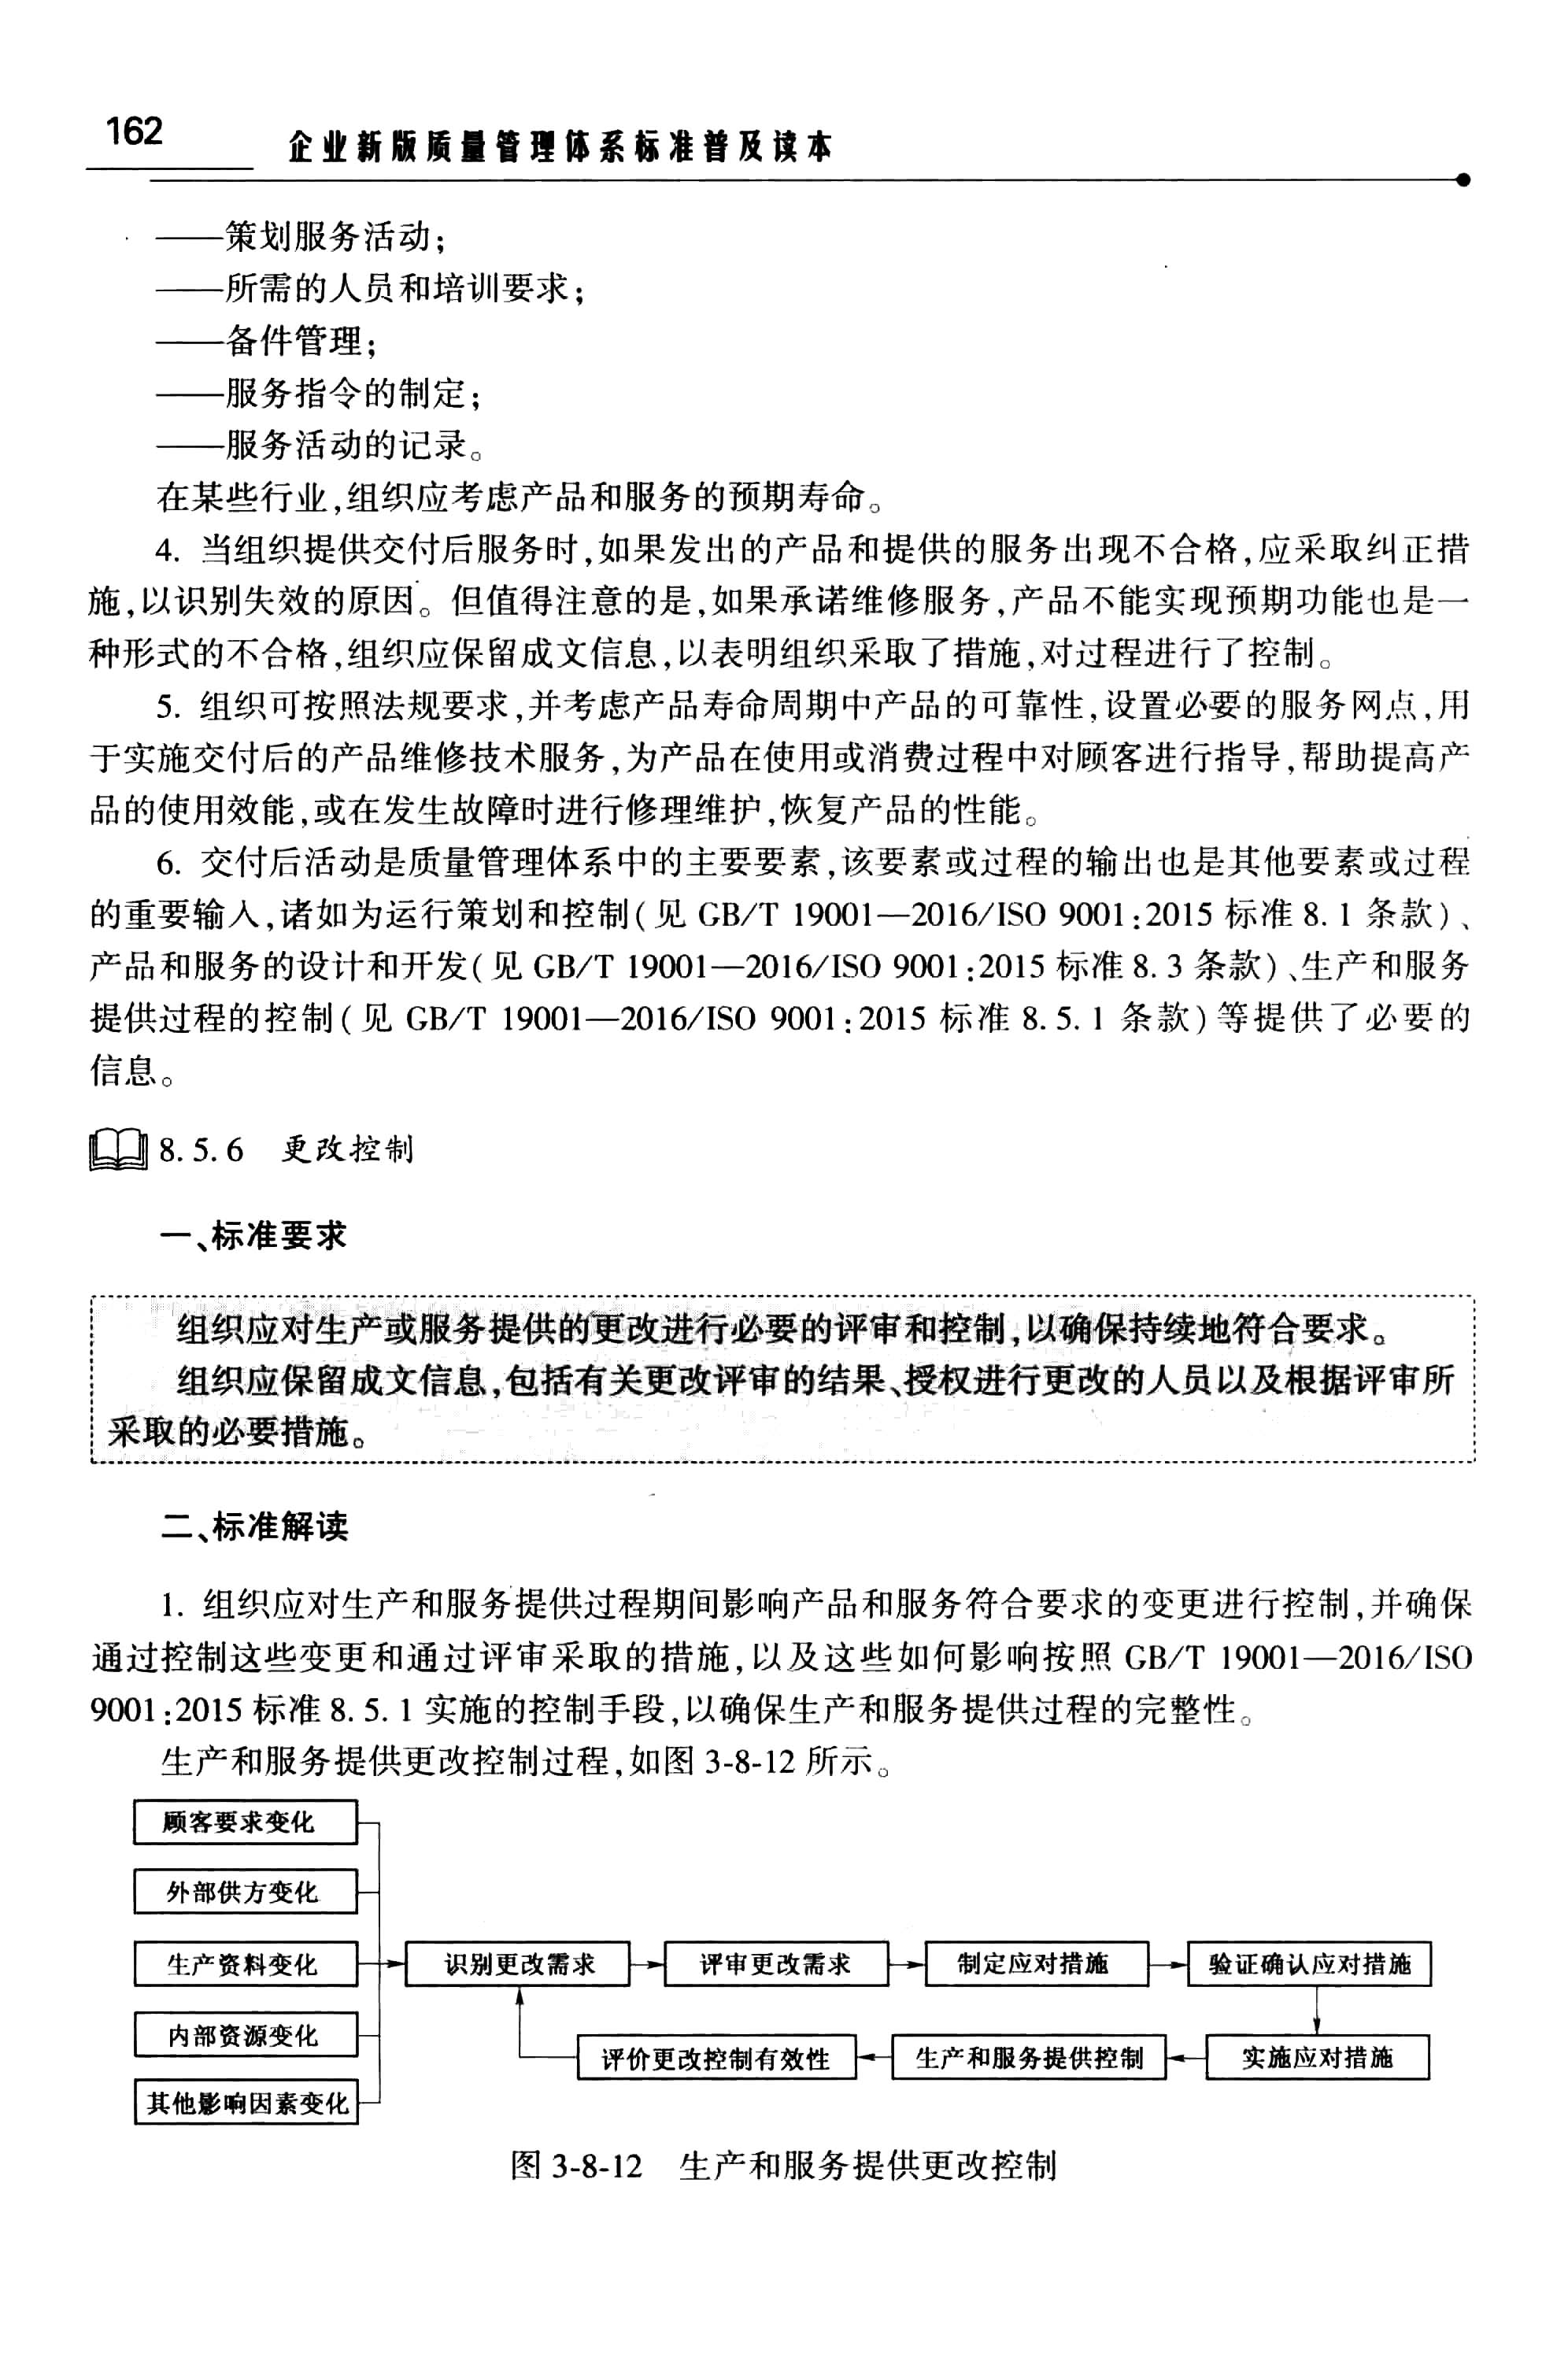 162
企业新版质量管理体系标准普及读本
——策划服务活动；
——所需的人员和培训要求；
——备件管理；
——服务指令的制定；
——服务活动的记录。
在某些行业，组织应考虑产品和服务的预期寿命。
4. 当组织提供交付后服务时，如果发出的产品和提供的服务出现不合格，应采取纠正措
施，以识别失效的原因。但值得注意的是，如果承诺维修服务，产品不能实现预期功能也是一
种形式的不合格，组织应保留成文信息，以表明组织采取了措施，对过程进行了控制。
5. 组织可按照法规要求，并考虑产品寿命周期中产品的可靠性，设置必要的服务网点，用
于实施交付后的产品维修技术服务，为产品在使用或消费过程中对顾客进行指导，帮助提高产
品的使用效能，或在发生故障时进行修理维护，恢复产品的性能。
6. 交付后活动是质量管理体系中的主要要素，该要素或过程的输出也是其他要素或过程
的重要输入，诸如为运行策划和控制（见 GB/T 19001—2016/ISO 9001:2015 标准 8.1 条款）、
产品和服务的设计和开发（见 GB/T 19001—2016/ISO 9001:2015 标准 8.3 条款）、生产和服务
提供过程的控制（见 GB/T 19001—2016/ISO 9001:2015 标准 8.5.1 条款）等提供了必要的
信息。
8.5.6 更改控制
一、标准要求
组织应对生产或服务提供的更改进行必要的评审和控制，以确保持续地符合要求。
组织应保留成文信息，包括有关更改评审的结果、授权进行更改的人员以及根据评审所
采取的必要措施。
二、标准解读
1. 组织应对生产和服务提供过程期间影响产品和服务符合要求的变更进行控制，并确保
通过控制这些变更和通过评审采取的措施，以及这些如何影响按照 GB/T 19001—2016/ISO
9001:2015 标准 8.5.1 实施的控制手段，以确保生产和服务提供过程的完整性。
生产和服务提供更改控制过程，如图 3-8-12 所示。
顾客要求变化
外部供方变化
生产资料变化
内部资源变化
其他影响因素变化
识别更改需求
评审更改需求
制定应对措施
验证确认应对措施
实施应对措施
生产和服务提供控制
评价更改控制有效性
图 3-8-12 生产和服务提供更改控制